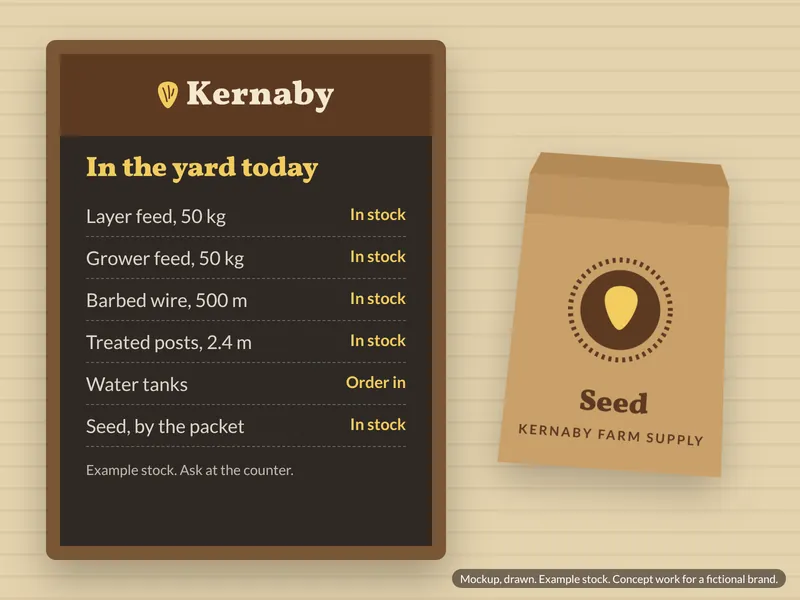 Kernaby
In the yard today
Layer feed, 50 kg In stock
Grower feed, 50 kg In stock
Barbed wire, 500 m In stock
Treated posts, 2.4 m In stock
Water tanks Order in
Seed, by the packet In stock
Example stock. Ask at the counter.
Seed
KERNABY FARM SUPPLY
Mockup, drawn. Example stock. Concept work for a fictional brand.